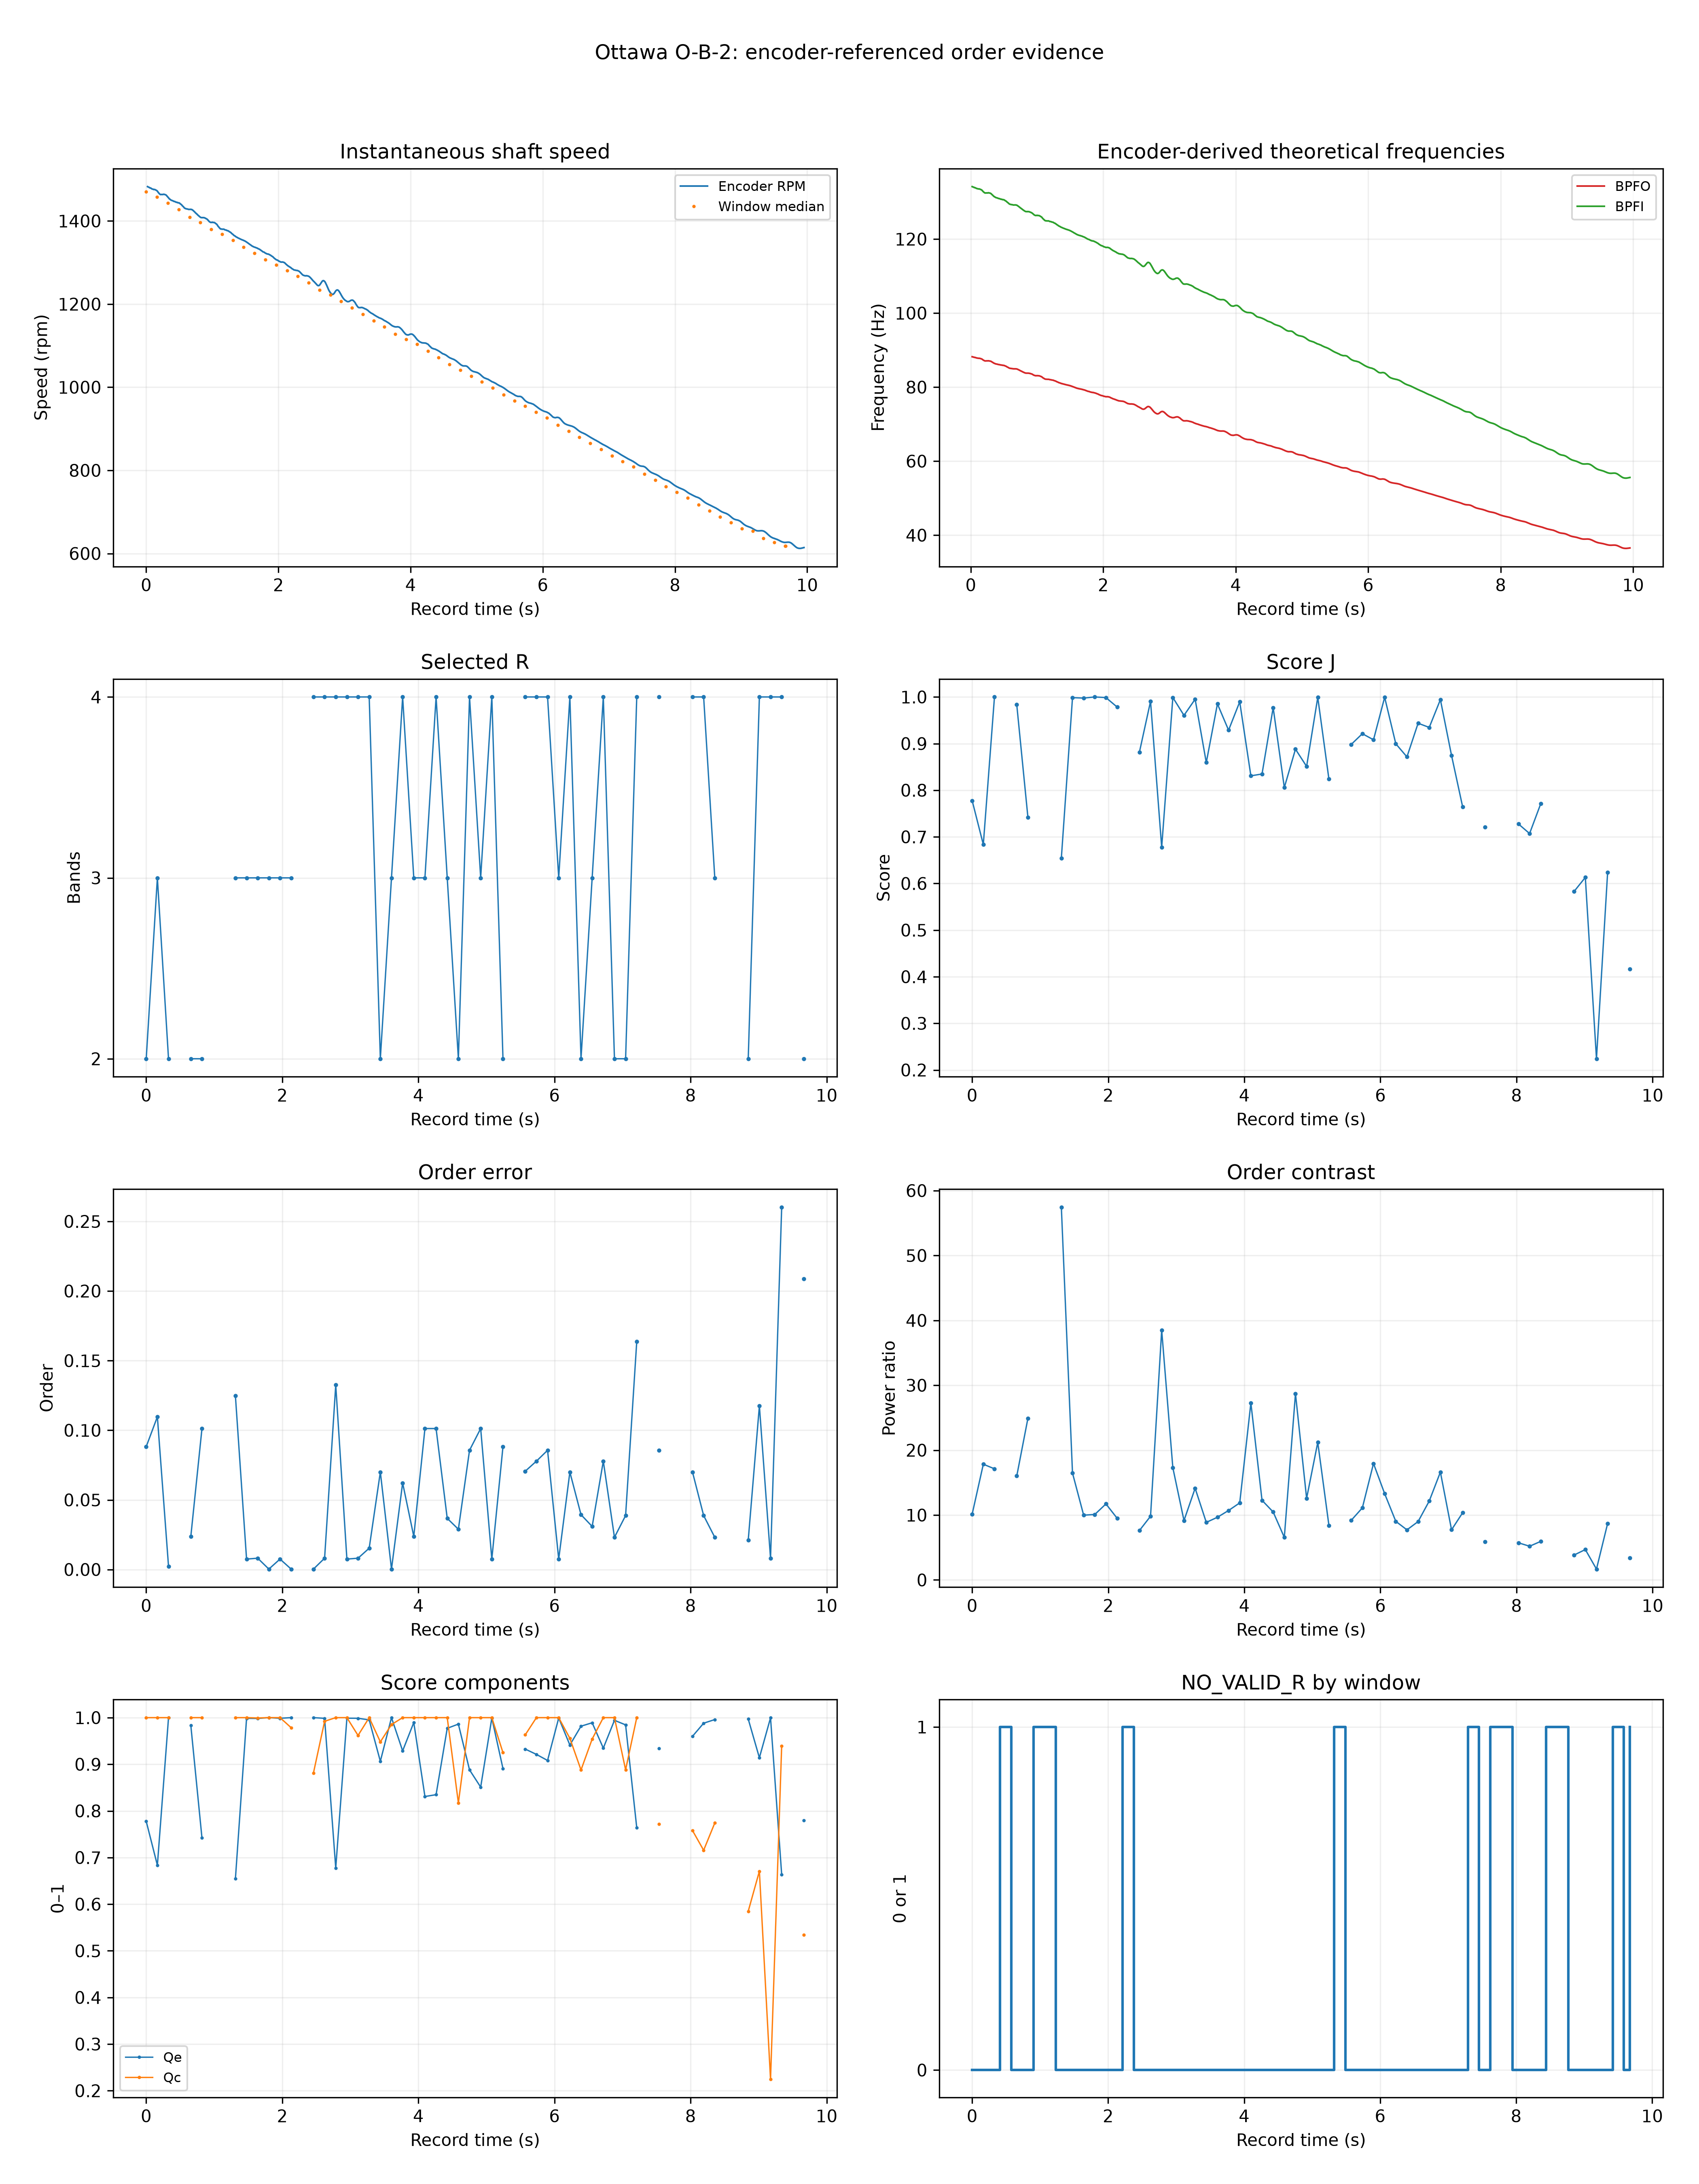 Ottawa O-B-2: encoder-referenced order evidence
Instantaneous shaft speed
Encoder RPM
Window median
1400
1200
1000
800
600
Speed (rpm)
0 2 4 6 8 10
Record time (s)
Encoder-derived theoretical frequencies
BPFO
BPFI
120
100
80
60
40
Frequency (Hz)
0 2 4 6 8 10
Record time (s)
Selected R
4
3
2
Bands
0 2 4 6 8 10
Record time (s)
Score J
1.0
0.9
0.8
0.7
0.6
0.5
0.4
0.3
0.2
Score
0 2 4 6 8 10
Record time (s)
Order error
0.25
0.20
0.15
0.10
0.05
0.00
Order
0 2 4 6 8 10
Record time (s)
Order contrast
60
50
40
30
20
10
0
Power ratio
0 2 4 6 8 10
Record time (s)
Score components
1.0
0.9
0.8
0.7
0.6
0.5
0.4
0.3
0.2
0–1
Qe
Qc
0 2 4 6 8 10
Record time (s)
NO_VALID_R by window
1
0
0 or 1
0 2 4 6 8 10
Record time (s)